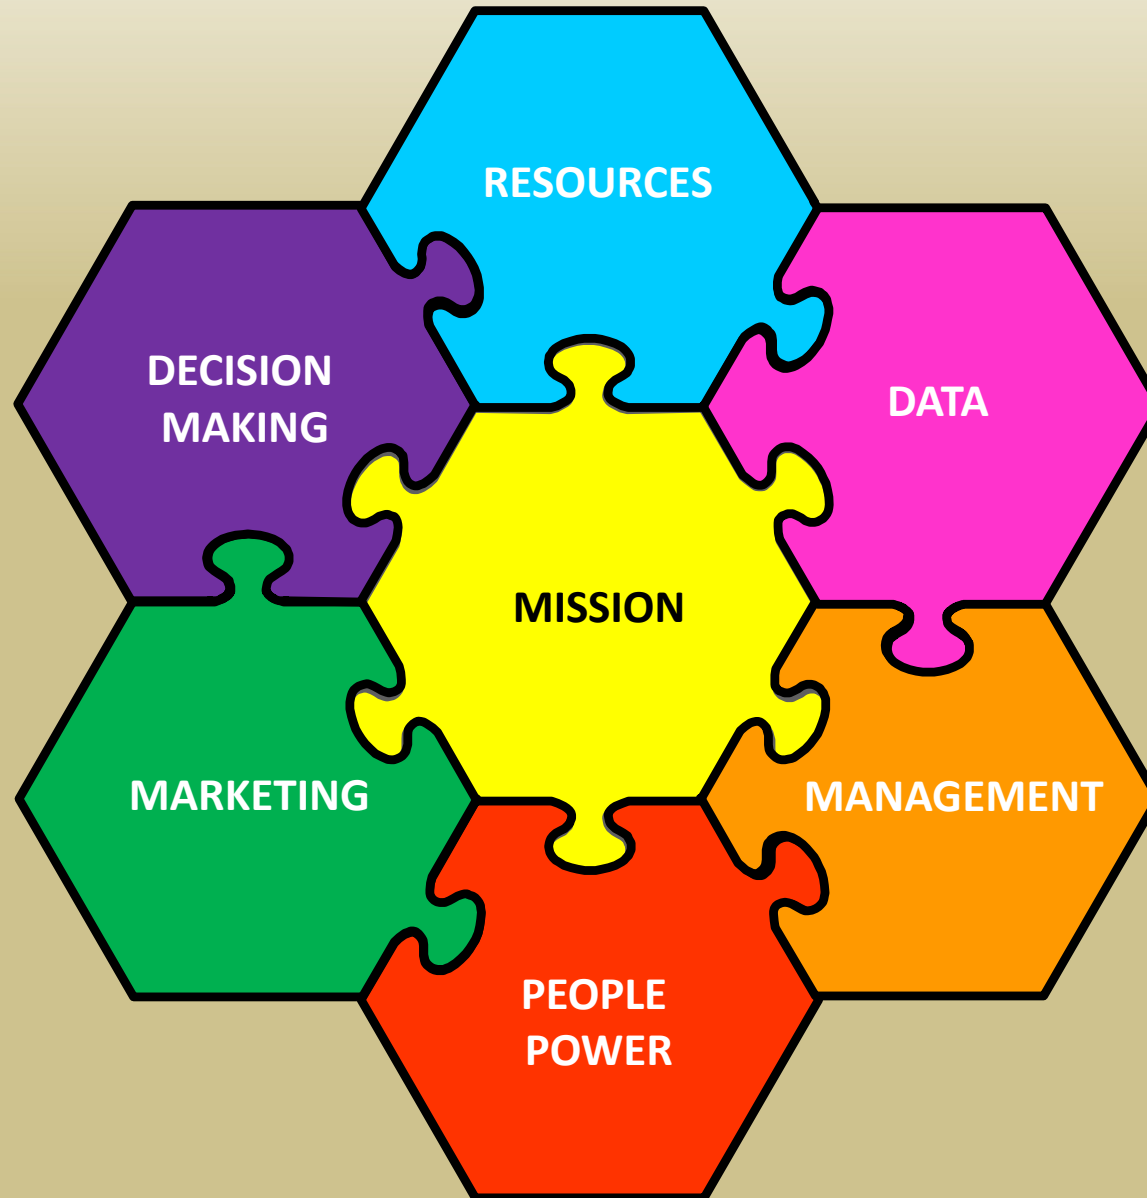 RESOURCES
DECISION
MAKING
DATA
MISSION
MARKETING
MANAGEMENT
PEOPLE
POWER